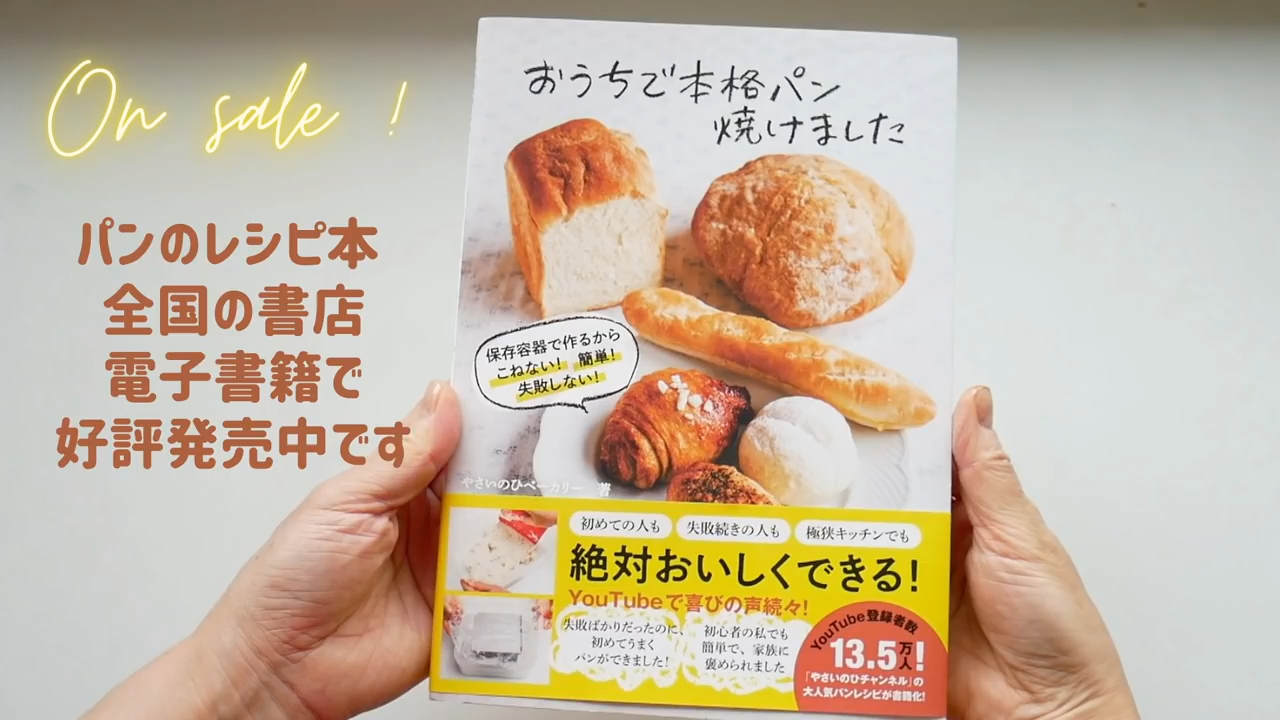 On sale !
パンのレシピ本
全国の書店
電子書籍で
好評発売中です
おうちで本格パン
焼けました
保存容器で作るから
こねない! 簡単!
失敗しない!
やさいのひベーカリー 著
初めての人も 失敗続きの人も 極狭キッチンでも
絶対おいしくできる!
YouTubeで喜びの声続々!
失敗ばかりだったのに、
初めてうまく
パンができました!
初心者の私でも
簡単で、家族に
褒められました
YouTube登録者数
13.5万人!
「やさいのひチャンネル」の
大人気パンレシピが書籍化!